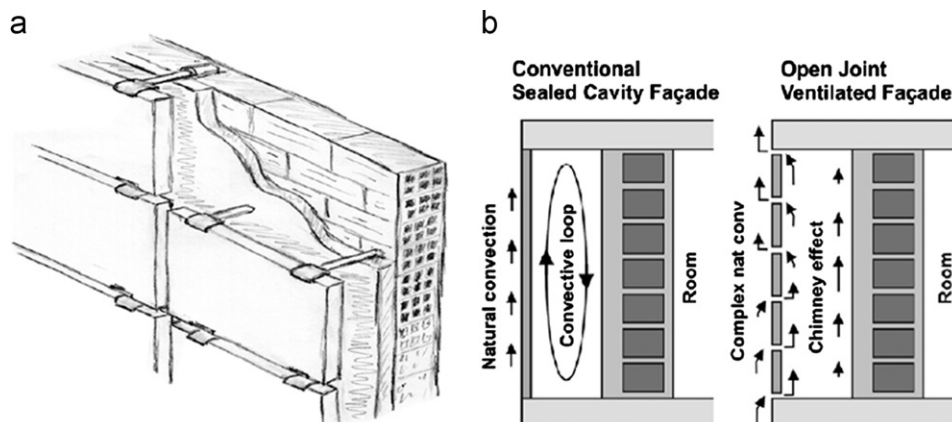 a
b
Conventional
Sealed Cavity Façade
Open Joint
Ventilated Façade
Natural convection
Convective loop
Room
Complex nat conv
Chimney effect
Room